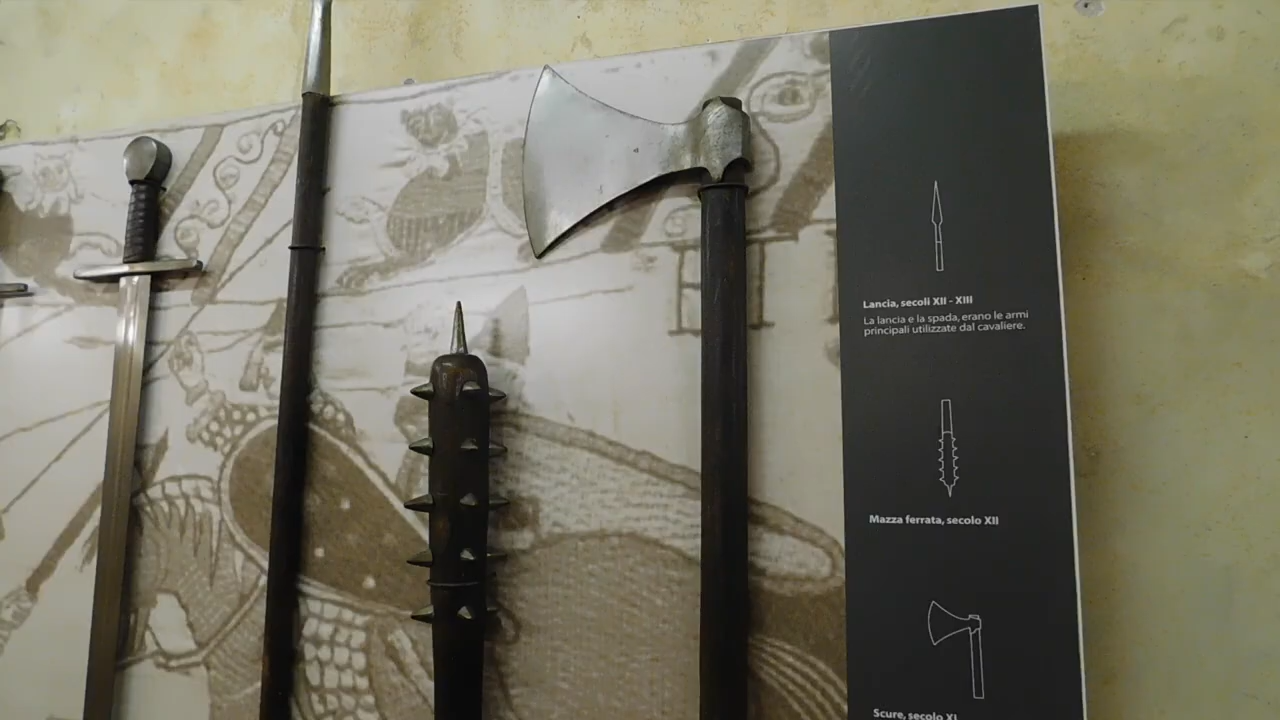 Lancia, secoli XII - XIII
La lancia e la spada, erano le armi
principali utilizzate dal cavaliere.
Mazza ferrata, secolo XII
Scure, secolo XI